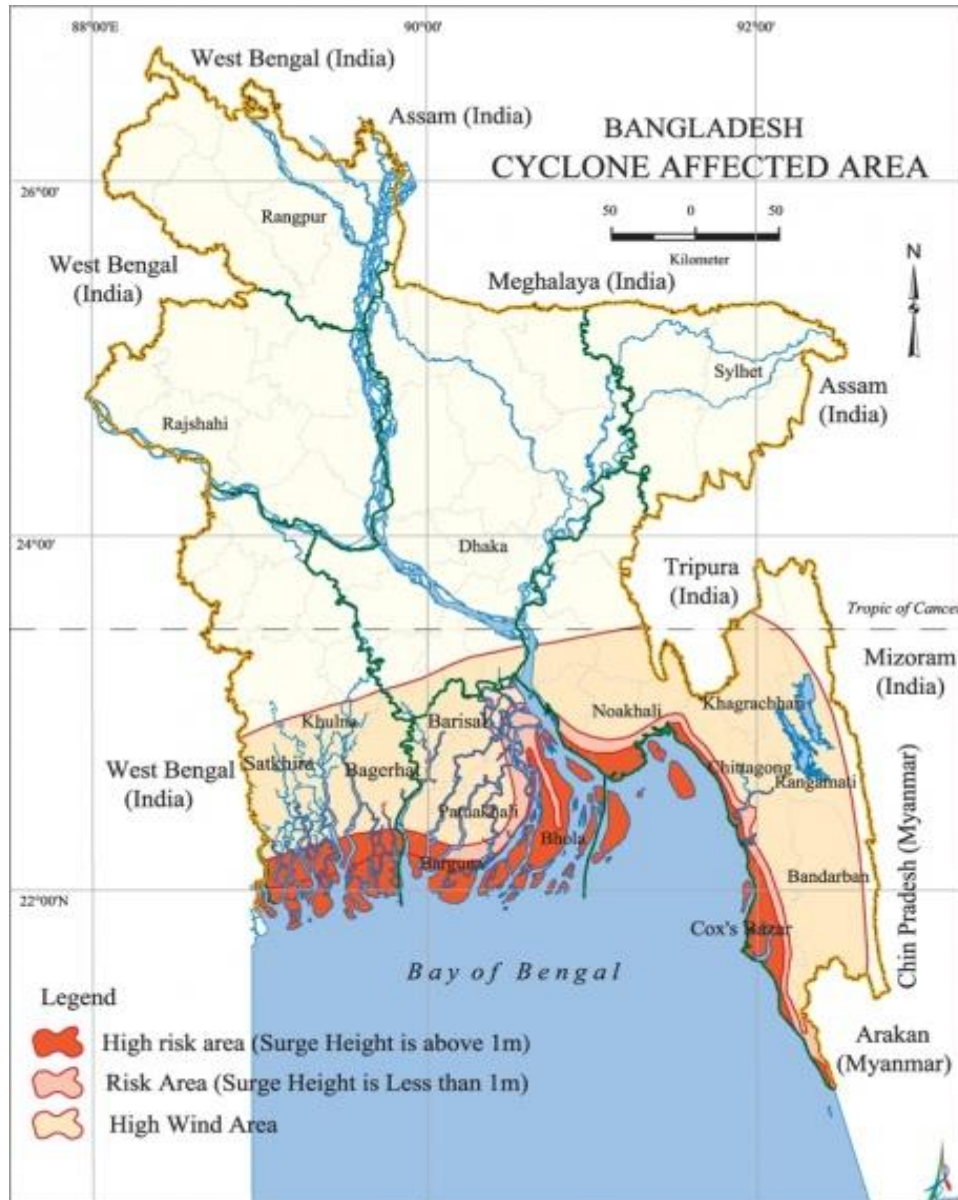 88°00'E
90°00'
92°00'
West Bengal (India)
Assam (India)
BANGLADESH
CYCLONE AFFECTED AREA
26°00'
50
0
50
Kilometer
N
Rangpur
West Bengal
(India)
Meghalaya (India)
Sylhet
Assam
(India)
Rajshahi
24°00'
Dhaka
Tripura
(India)
Tropic of Cancer
Mizoram
(India)
Khulna
Barisal
Noakhali
Khagrachhari
Satkhira
Bagerhat
Chittagong
Rangamati
West Bengal
(India)
Patuakhali
Bhola
Barguna
Bandarban
22°00'N
Cox's Bazar
Chin Pradesh (Myanmar)
Bay of Bengal
Legend
High risk area (Surge Height is above 1m)
Risk Area (Surge Height is Less than 1m)
High Wind Area
Arakan
(Myanmar)